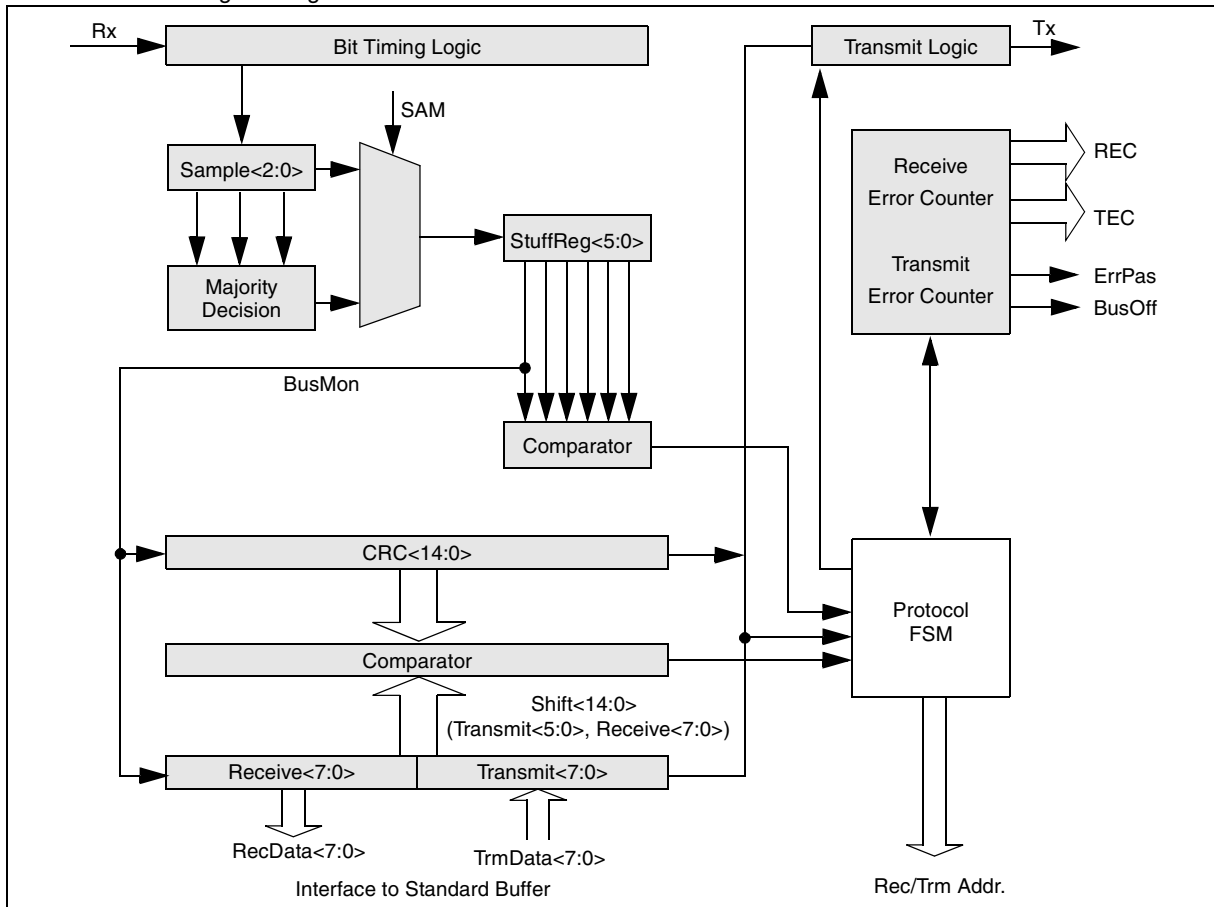 Rx
Bit Timing Logic
Transmit Logic
Tx
SAM
Sample<2:0>
Majority
Decision
StuffReg<5:0>
BusMon
Comparator
Receive
Error Counter
Transmit
Error Counter
REC
TEC
ErrPas
BusOff
CRC<14:0>
Comparator
Protocol
FSM
Shift<14:0>
(Transmit<5:0>, Receive<7:0>)
Receive<7:0>
Transmit<7:0>
RecData<7:0>
TrmData<7:0>
Interface to Standard Buffer
Rec/Trm Addr.